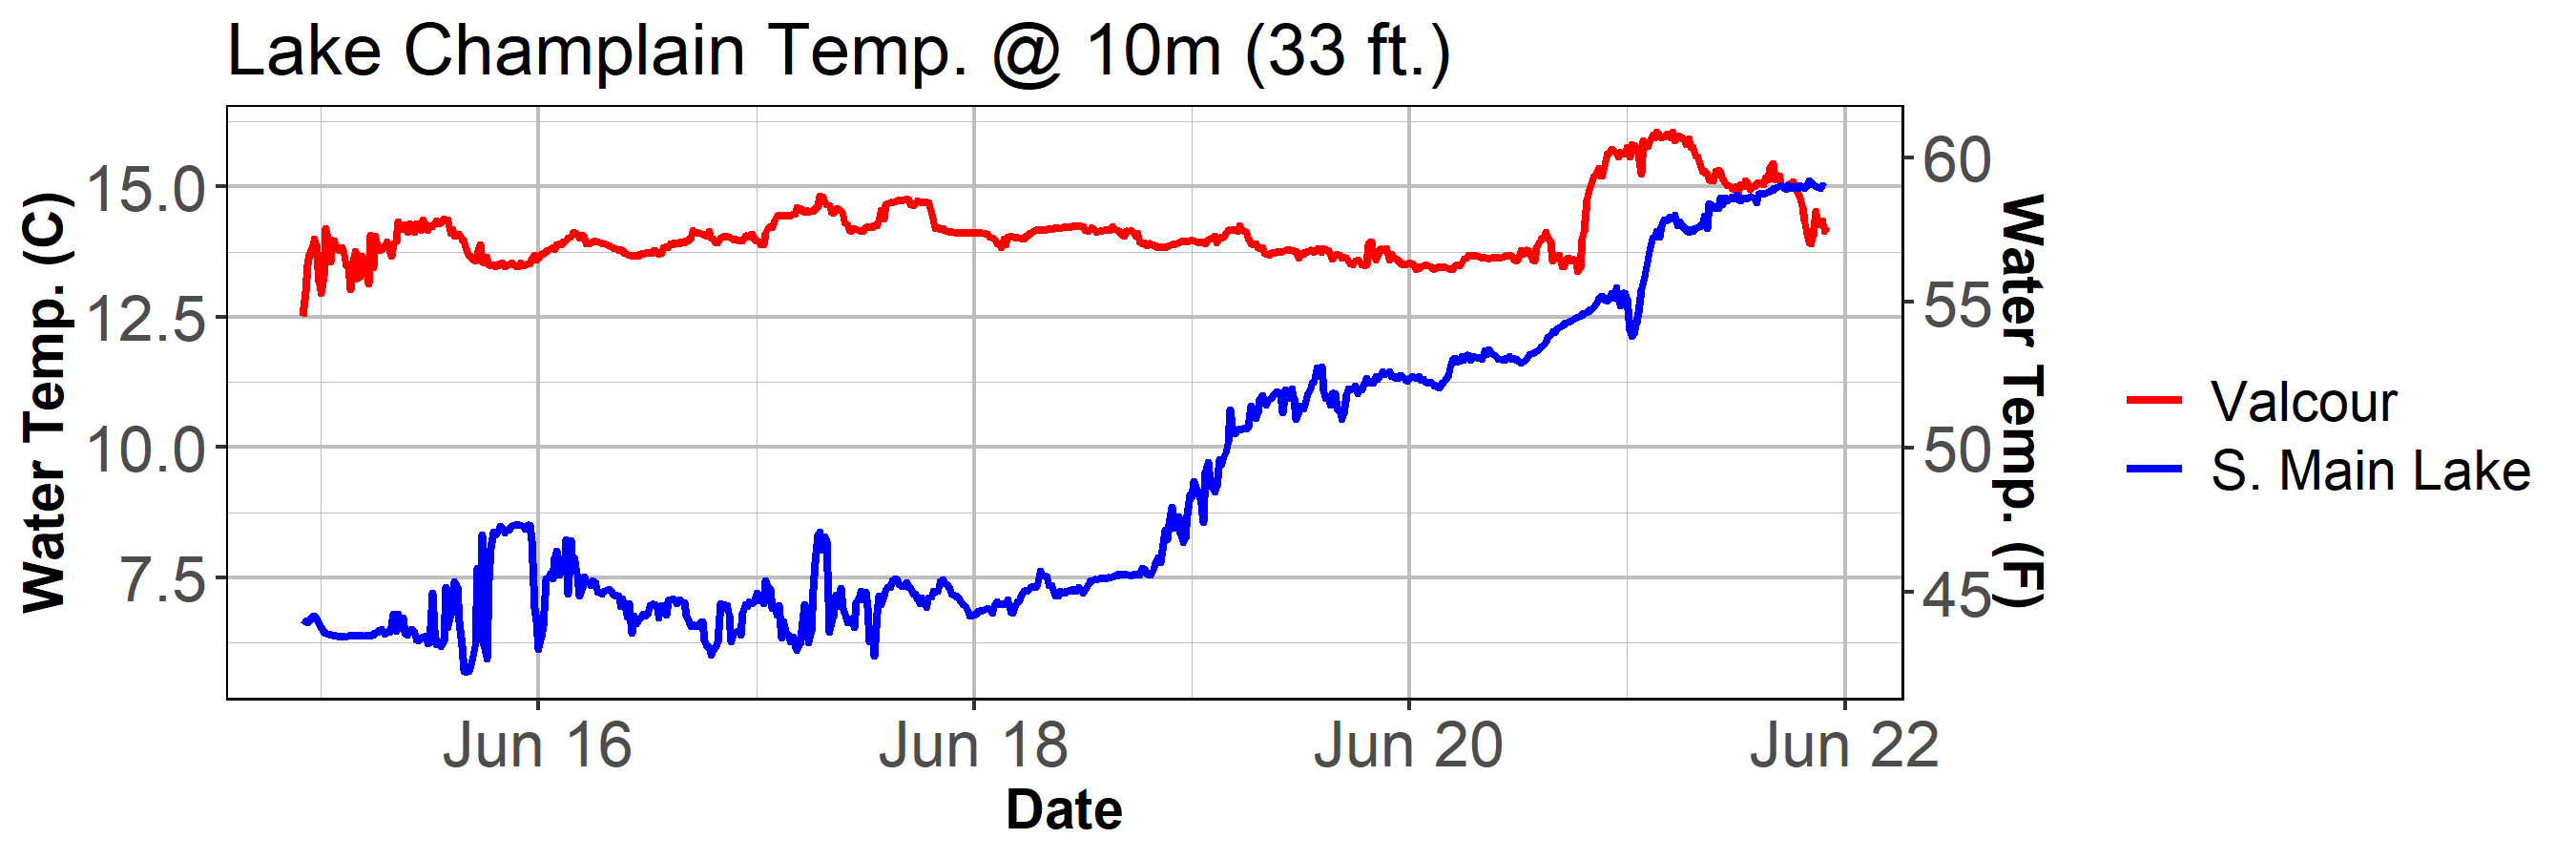 Lake Champlain Temp. @ 10m (33 ft.)
Water Temp. (C)
15.0
12.5
10.0
7.5
60
55
50
45
Water Temp. (F)
Jun 16
Jun 18
Jun 20
Jun 22
Date
Valcour
S. Main Lake